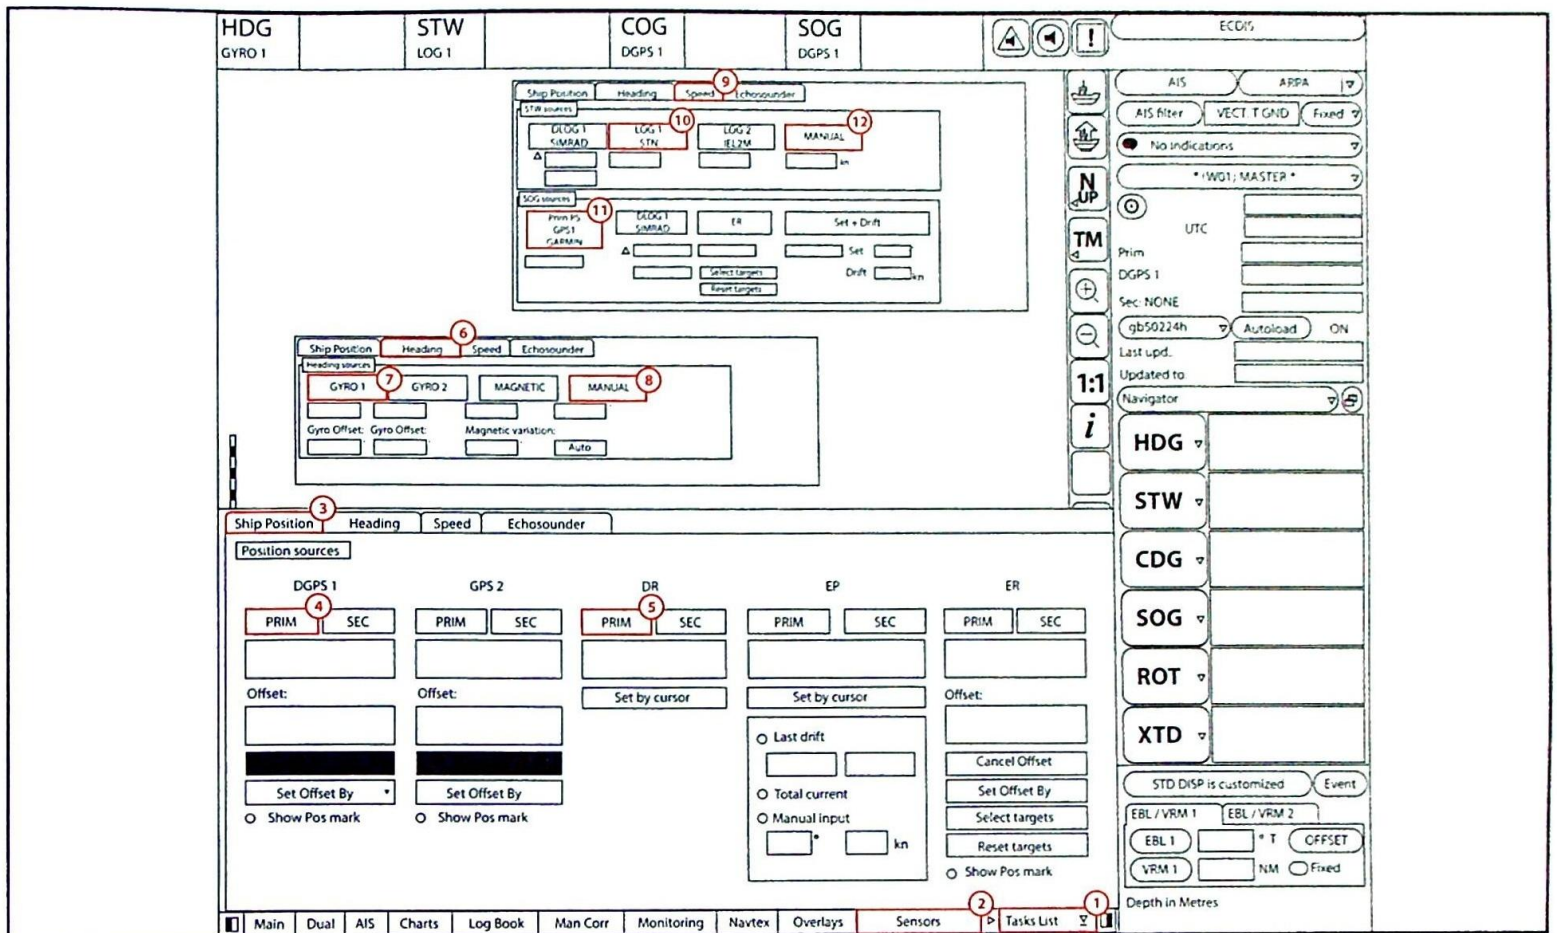 HDG STW COG SOG
GYRO 1 LOG 1 DGPS 1 DGPS 1
!
ECDIS
9
Ship Position Heading Speed Echosounder
STW sources
10 12
DLOG 1 SIMRAD LOG 1 STN LOG 2 IEL2M MANUAL
kn
SOG sources
11
Prim PS GPS1 GARMIN DLOG 1 SIMRAD ER Set + Drift
Set
Select targets Drift kn
Reset targets
6
Ship Position Heading Speed Echosounder
Heading sources
7 8
GYRO 1 GYRO 2 MAGNETIC MANUAL
Gyro Offset: Gyro Offset: Magnetic variation:
Auto
N UP
TM
1:1
i
AIS ARPA
AIS filter VECT. T GND Fixed
No indications
* (W01) MASTER *
UTC
Prim
DGPS 1
Sec: NONE
gb50224h Autoload ON
Last upd.
Updated to
Navigator
HDG
STW
CDG
SOG
ROT
XTD
3
Ship Position Heading Speed Echosounder
Position sources
DGPS 1 GPS 2 DR EP ER
4 5
PRIM SEC PRIM SEC PRIM SEC PRIM SEC PRIM SEC
Offset: Offset: Set by cursor Set by cursor Offset:
Last drift
Cancel Offset
Set Offset By Set Offset By Total current Set Offset By
Show Pos mark Show Pos mark Manual input Select targets
° kn Reset targets
Show Pos mark
STD DISP is customized Event
EBL / VRM 1 EBL / VRM 2
EBL 1 ° T OFFSET
VRM 1 NM Fixed
Depth in Metres
2 1
Main Dual AIS Charts Log Book Man Corr Monitoring Navtex Overlays Sensors Tasks List